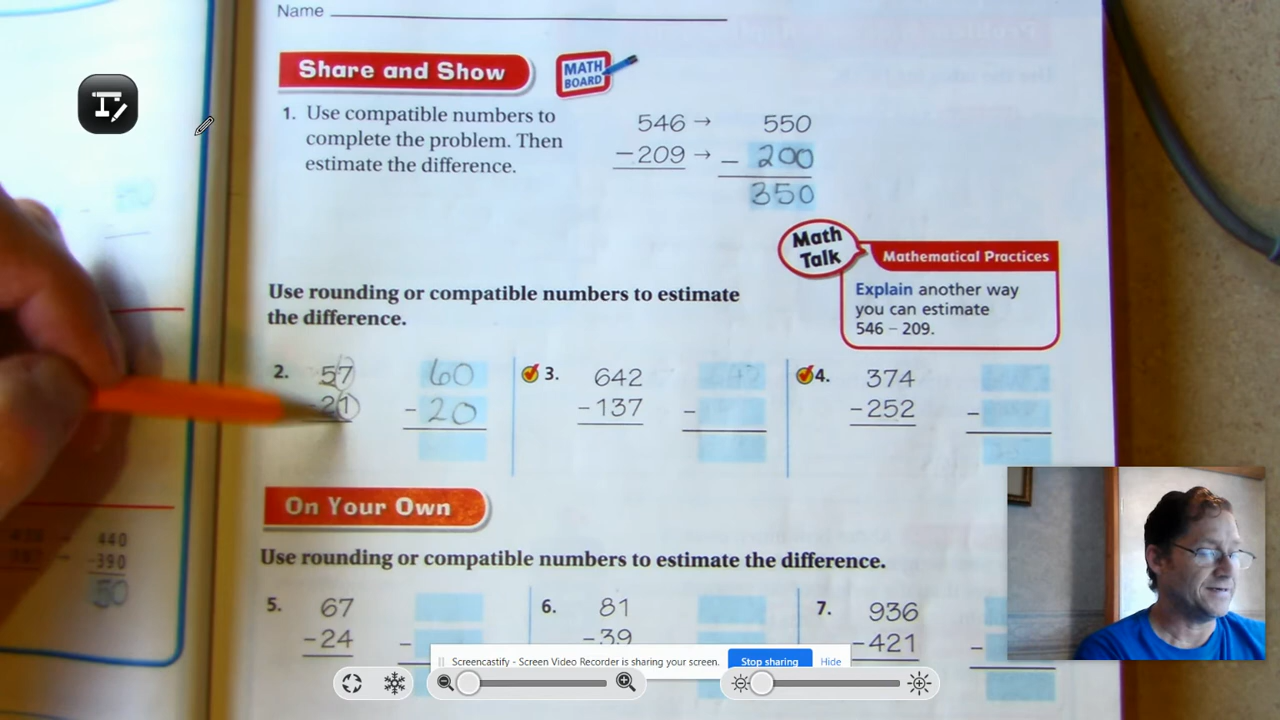 Name
Share and Show
MATH
BOARD
1. Use compatible numbers to
complete the problem. Then
estimate the difference.
546 → 550
−209 → − 200
350
Math
Talk
Mathematical Practices
Explain another way
you can estimate
546 − 209.
Use rounding or compatible numbers to estimate
the difference.
2. 57 60
21 - 20
3. 642
-137 -
4. 374
-252 -
On Your Own
Use rounding or compatible numbers to estimate the difference.
5. 67
-24 -
6. 81
-39
7. 936
-421 -
440
-390
50
Screencastify - Screen Video Recorder is sharing your screen.
Stop sharing
Hide